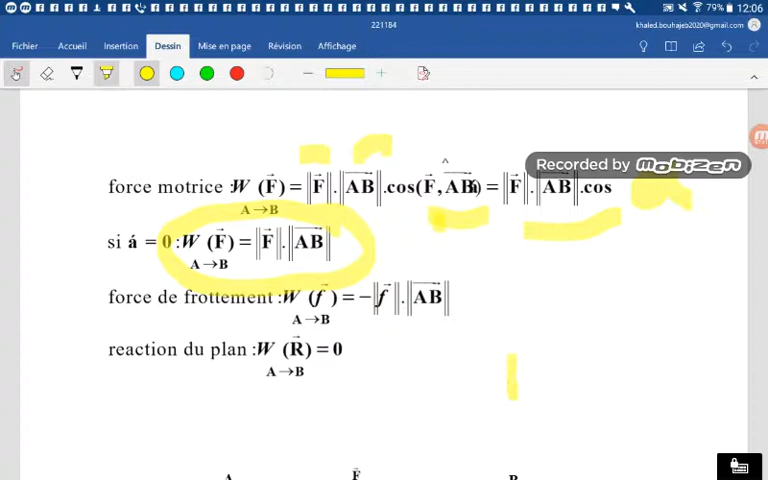 79% 12:06
221184
khaled.bouhajeb2020@gmail.com
Fichier Accueil Insertion Dessin Mise en page Révision Affichage
Recorded by mobizen
force motrice :W (F⃗) = ‖F⃗‖.‖AB⃗‖.cos(F⃗, AB⃗) = ‖F⃗‖.‖AB⃗‖.cos α
A→B
si á = 0 :W (F⃗) = ‖F⃗‖.‖AB⃗‖
A→B
force de frottement :W (f⃗) = −‖f⃗‖.‖AB⃗‖
A→B
reaction du plan :W (R⃗) = 0
A→B
A F⃗ B